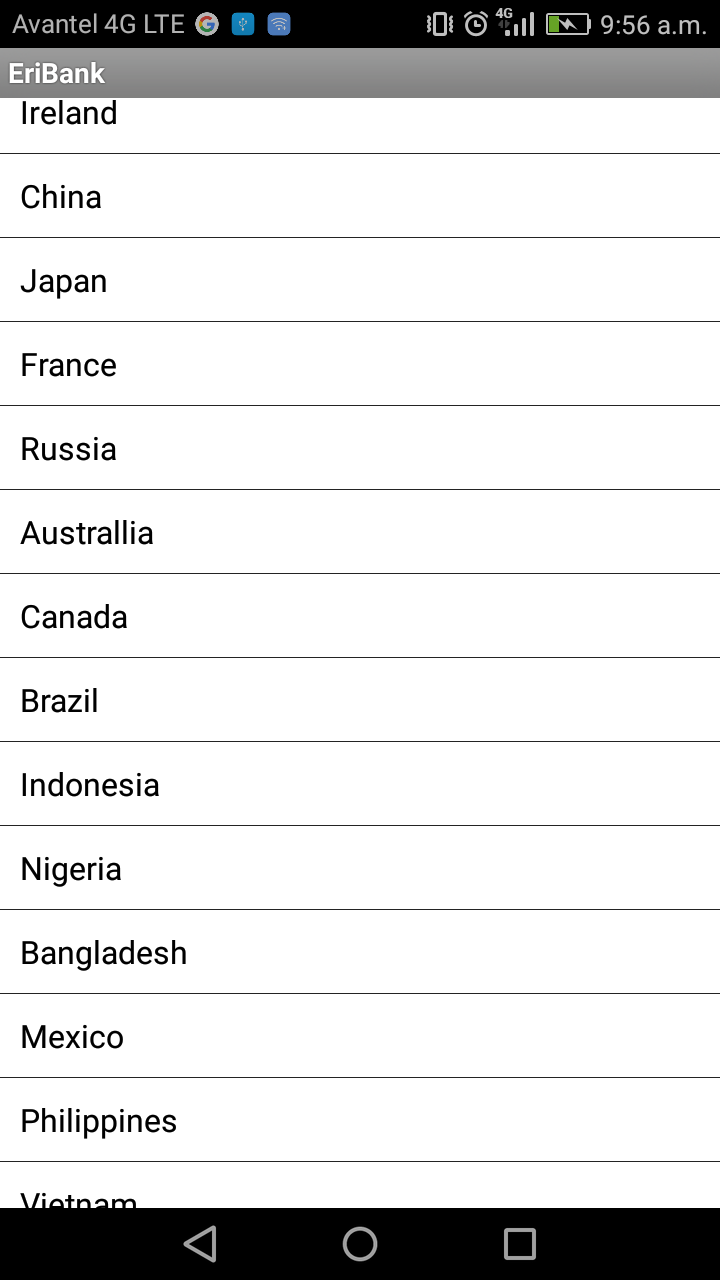 Avantel 4G LTE 4G 9:56 a.m.
EriBank
Ireland
China
Japan
France
Russia
Australlia
Canada
Brazil
Indonesia
Nigeria
Bangladesh
Mexico
Philippines
Vietnam